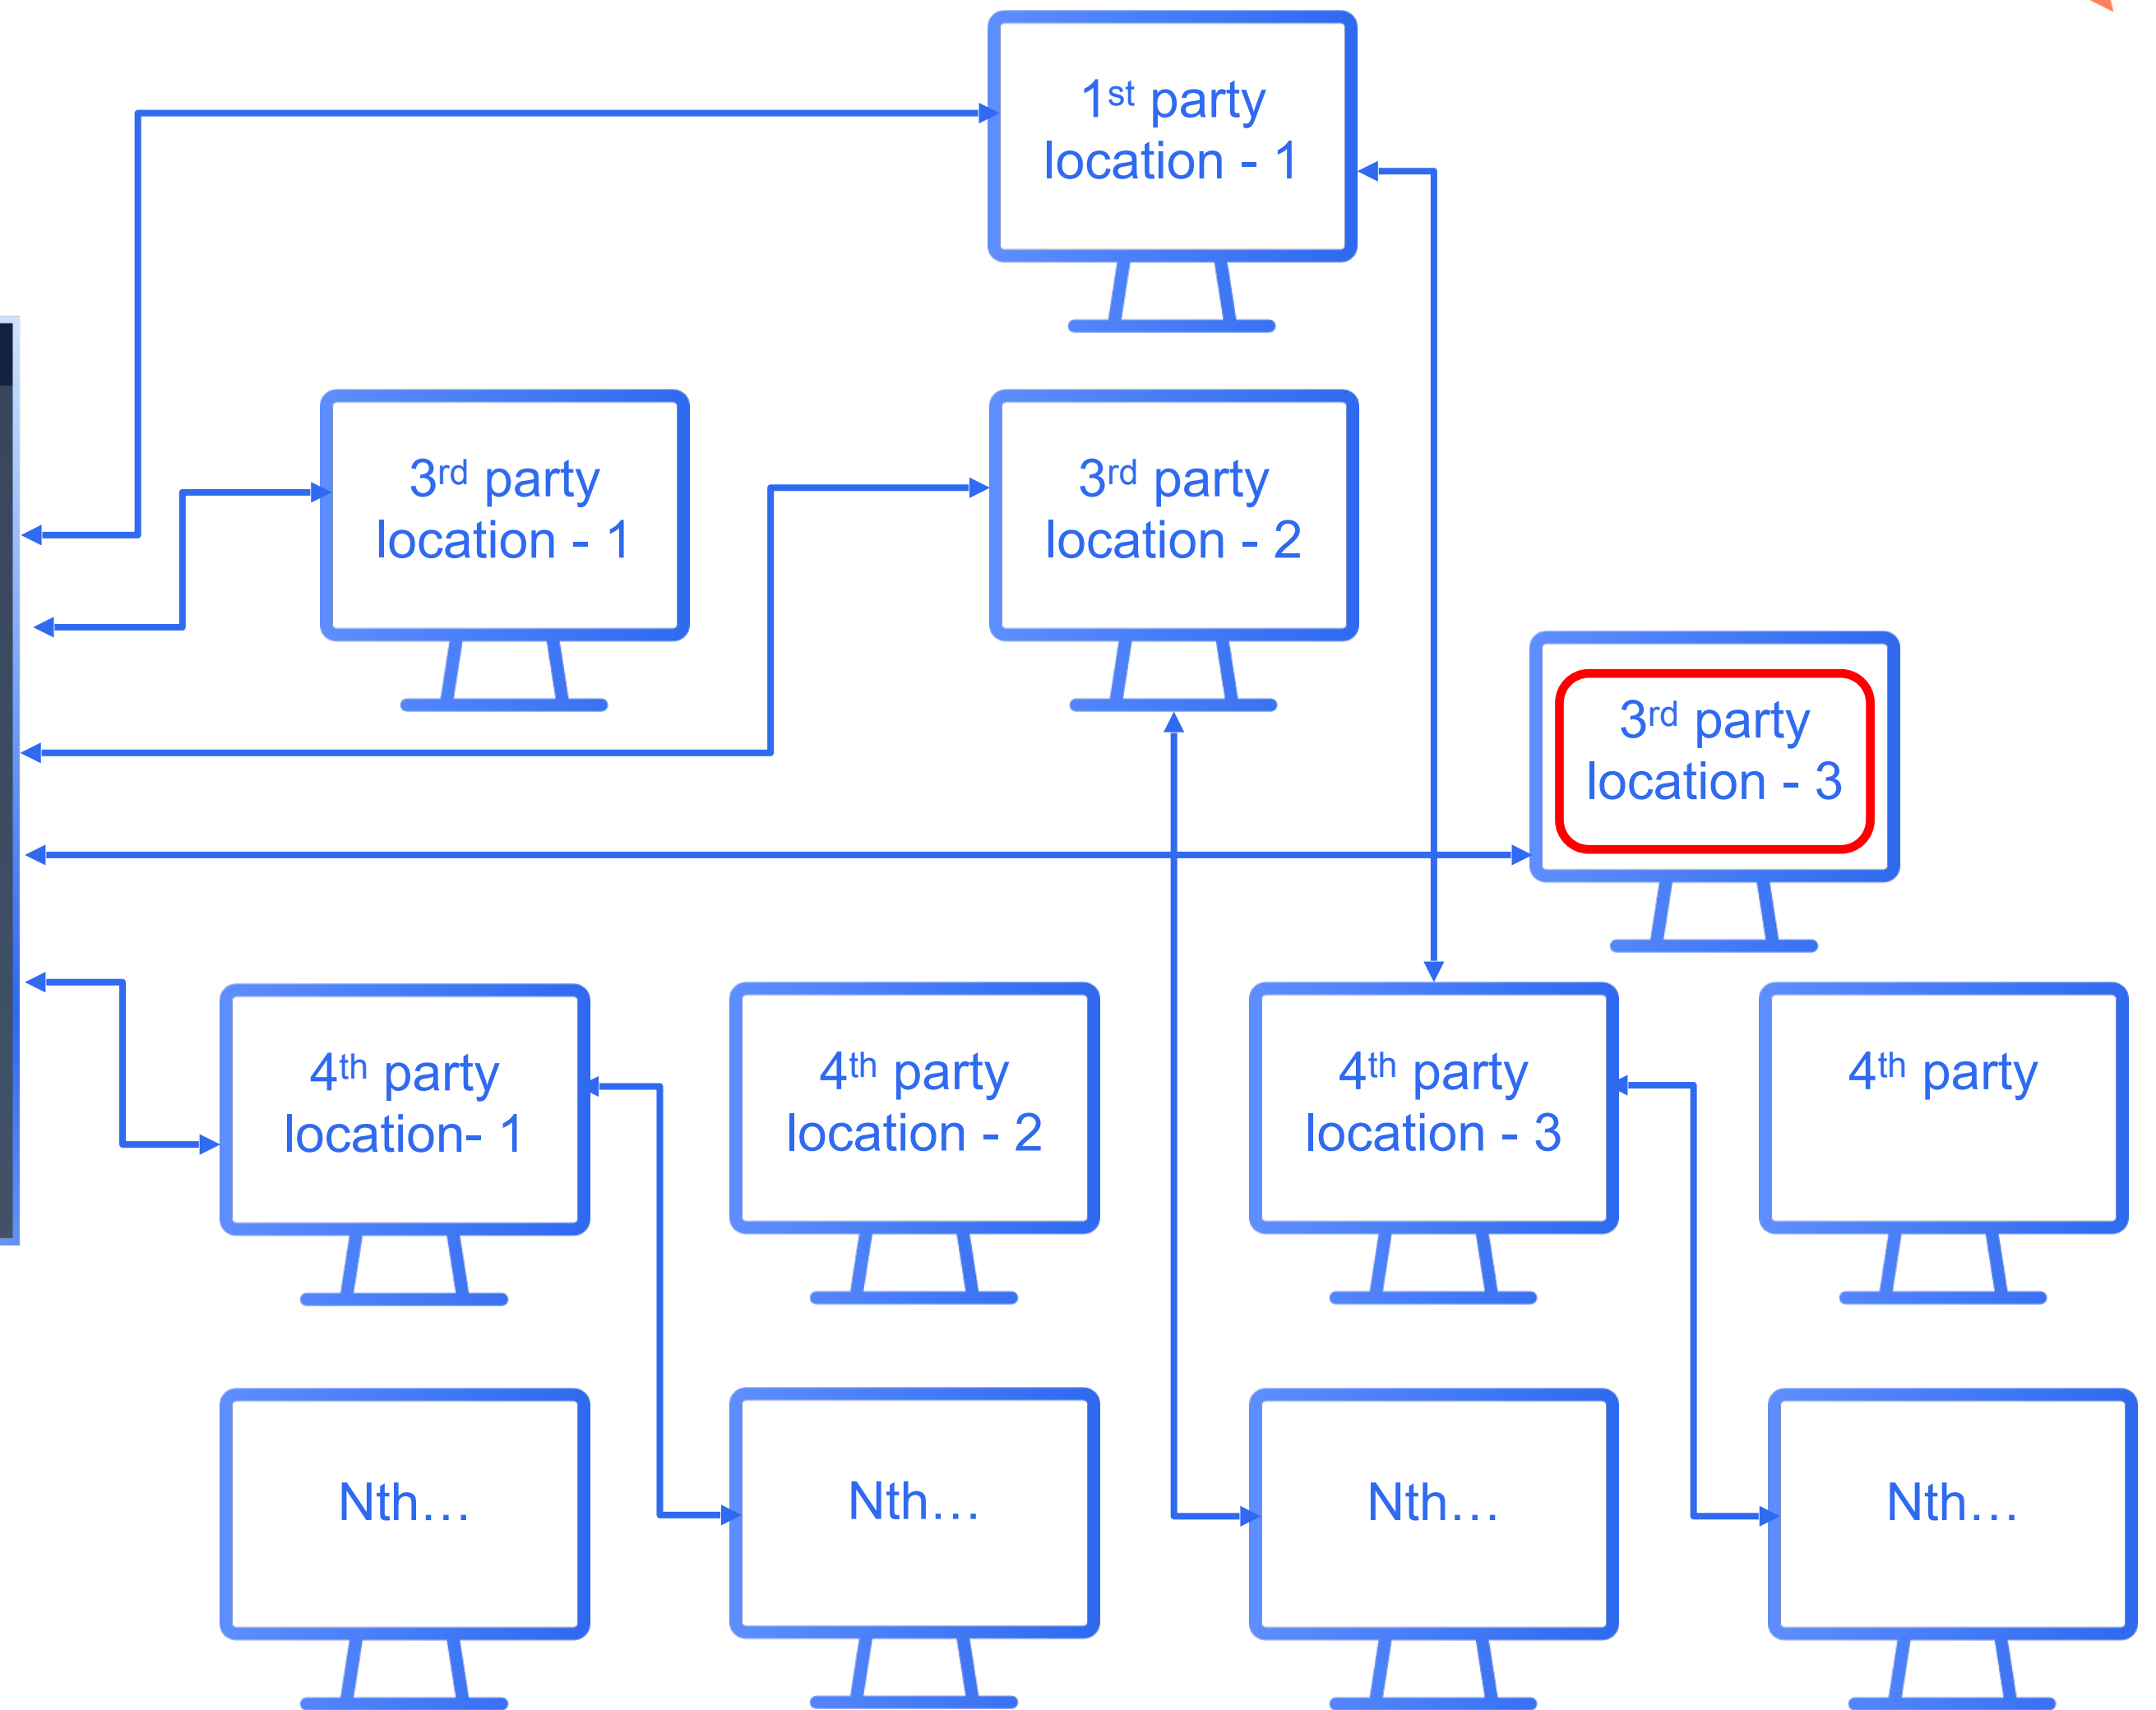 1st party
location - 1
3rd party
location - 1
3rd party
location - 2
3rd party
location - 3
4th party
location- 1
4th party
location - 2
4th party
location - 3
4th party
Nth...
Nth...
Nth...
Nth...